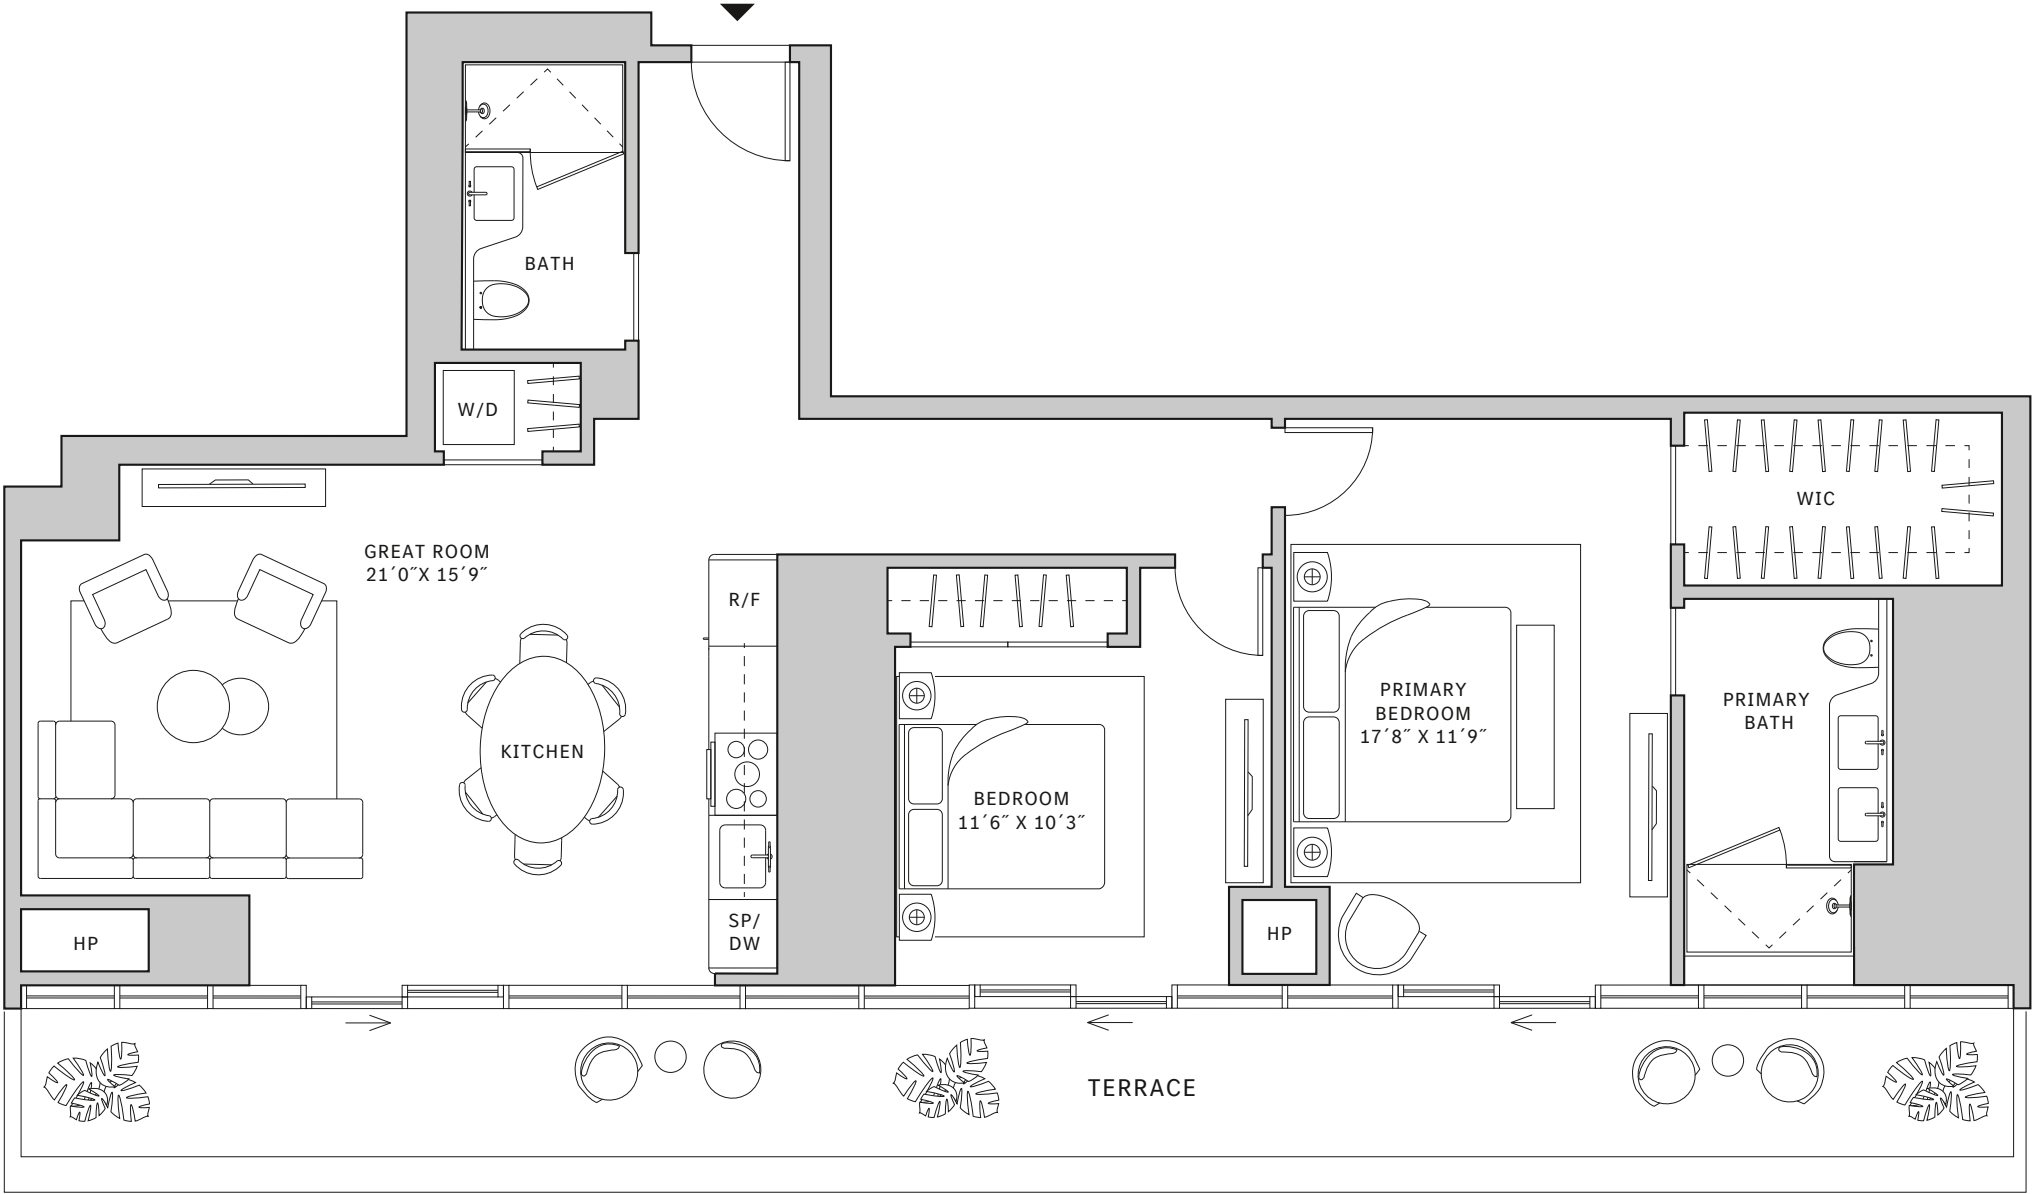 BATH
W/D
GREAT ROOM
21´0˝X 15´9˝
KITCHEN
R/F
SP/
DW
HP
BEDROOM
11´6˝ X 10´3˝
HP
PRIMARY
BEDROOM
17´8˝ X 11´9˝
WIC
PRIMARY
BATH
TERRACE